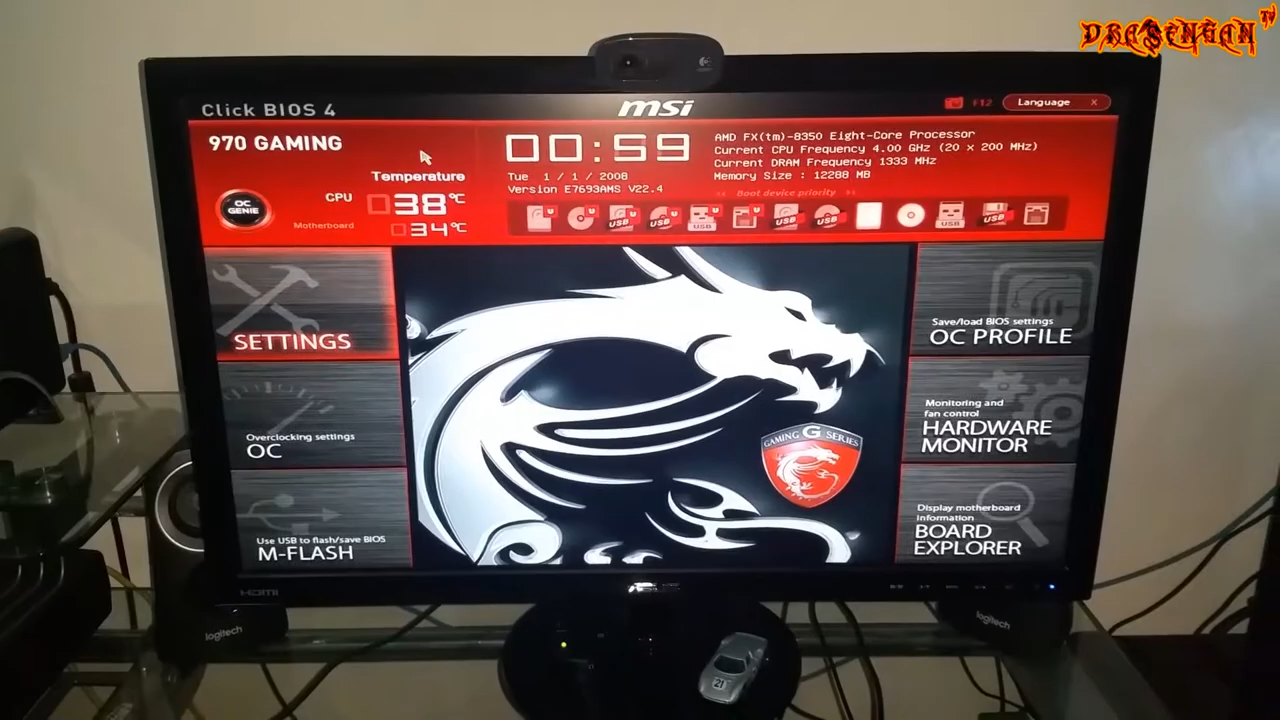 DRASENGAN TV
Click BIOS 4
msi
F12
Language X
970 GAMING
00:59
AMD FX(tm)-8350 Eight-Core Processor
Current CPU Frequency 4.00 GHz (20 x 200 MHz)
Current DRAM Frequency 1333 MHz
Memory Size : 12288 MB
Temperature
Tue 1 / 1 / 2008
Version E7693AMS V22.4
Boot device priority
OC
GENIE
CPU
38°C
Motherboard
34°C
U
U
USB U
USB U
USB U
U
USB
USB
USB
USB
SETTINGS
Overclocking settings
OC
Use USB to flash/save BIOS
M-FLASH
GAMING G SERIES
Save/load BIOS settings
OC PROFILE
Monitoring and
fan control
HARDWARE
MONITOR
Display motherboard
information
BOARD
EXPLORER
HDMI
ASUS
logitech
logitech
21